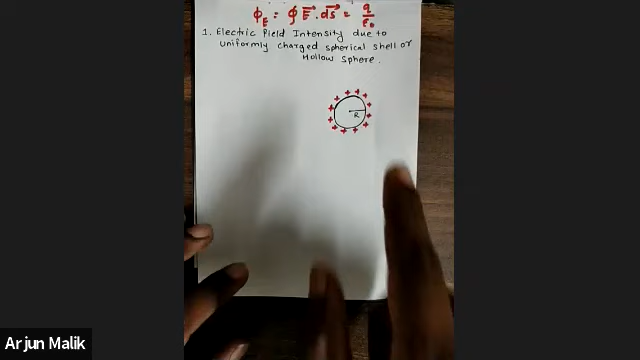 ϕE = ∮ E⃗ . ds⃗ = q/ε₀
1. Electric Field Intensity due to
uniformly charged spherical shell or
Hollow sphere.
R
Arjun Malik